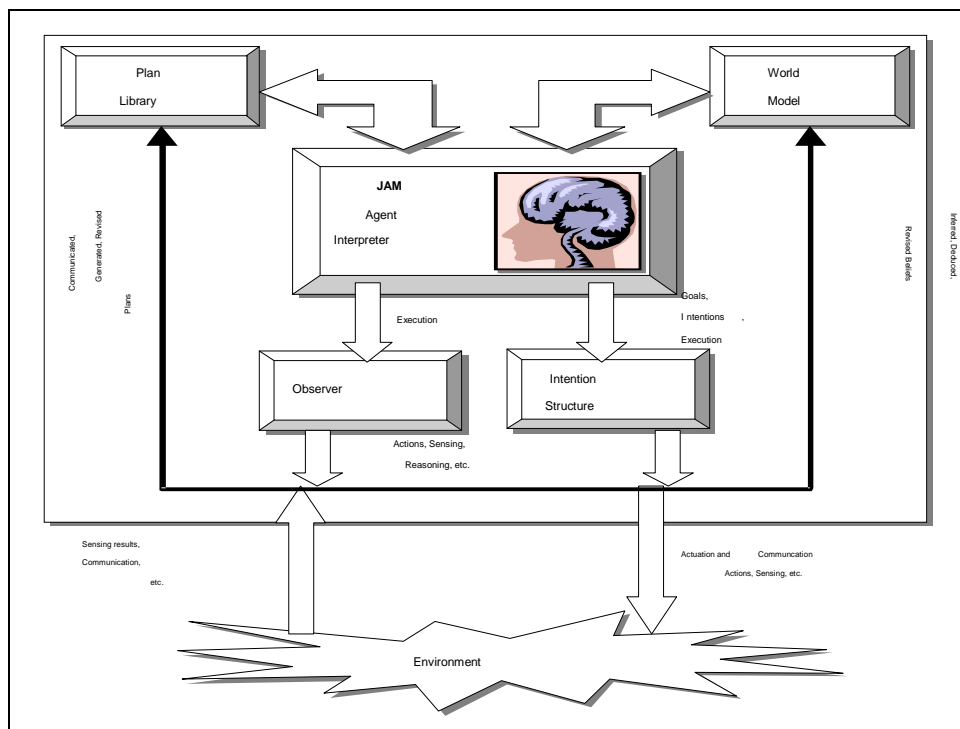 Plan
Library
World
Model
JAM
Agent
Interpreter
Communicated,
Generated, Revised
Plans
Inferred, Deduced,
Revised Beliefs
Execution
Goals,
I ntentions ,
Execution
Observer
Intention
Structure
Actions, Sensing,
Reasoning, etc.
Sensing results,
Communication,
etc.
Actuation and Communcation
Actions, Sensing, etc.
Environment